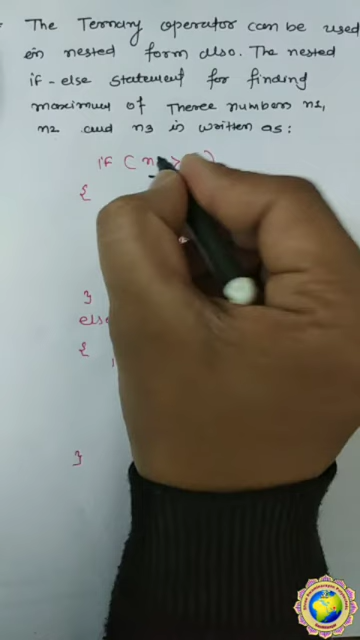 The Ternary operator can be used
in nested form also. The nested
if-else statement for finding
maximum of Theree numbers n1,
n2 and n3 is written as:
if ( n > )
{
}
else
{
}